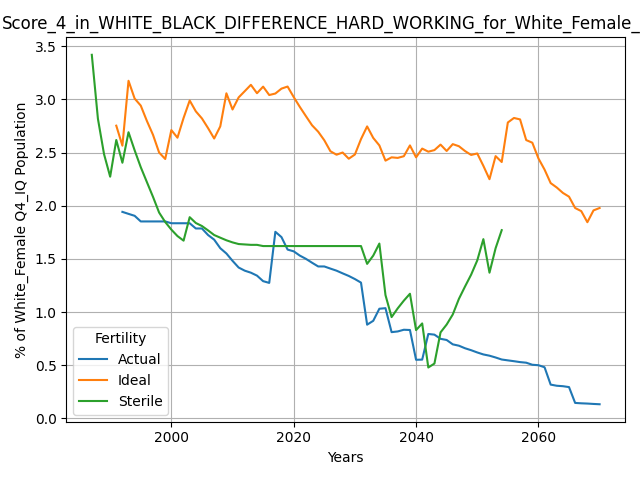 Score_4_in_WHITE_BLACK_DIFFERENCE_HARD_WORKING_for_White_Female_
% of White_Female Q4_IQ Population
3.5
3.0
2.5
2.0
1.5
1.0
0.5
0.0
Fertility
Actual
Ideal
Sterile
2000 2020 2040 2060
Years